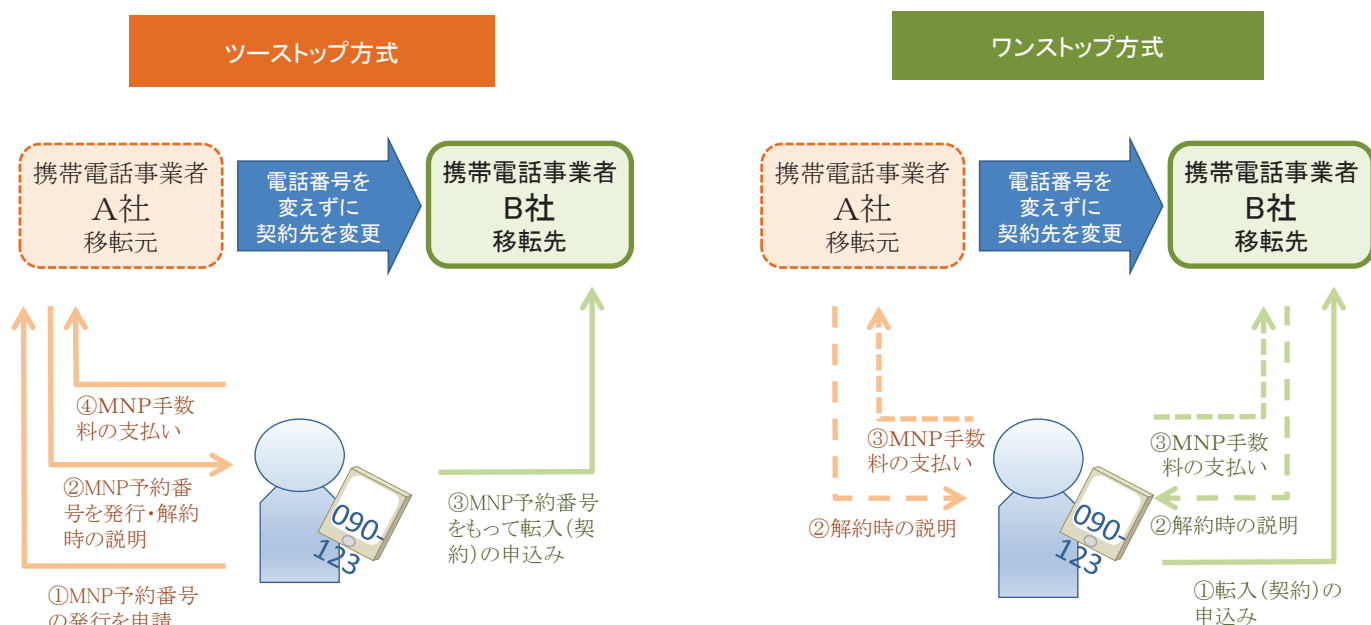 ツーストップ方式
携帯電話事業者
A社
移転元
電話番号を
変えずに
契約先を変更
携帯電話事業者
B社
移転先
④MNP手数
料の支払い
②MNP予約番
号を発行・解約
時の説明
①MNP予約番号
の発行を申請
③MNP予約番号
をもって転入(契
約)の申込み
090-
123
ワンストップ方式
携帯電話事業者
A社
移転元
電話番号を
変えずに
契約先を変更
携帯電話事業者
B社
移転先
③MNP手数
料の支払い
②解約時の説明
③MNP手数
料の支払い
②解約時の説明
①転入(契約)の
申込み
090-
123